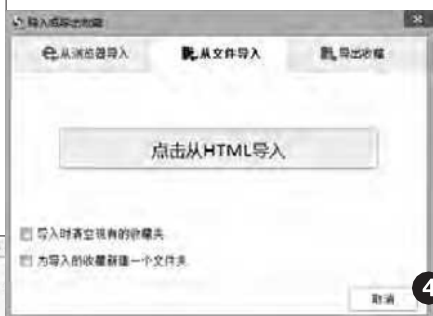 导入或导出收藏
从浏览器导入 从文件导入 导出收藏
点击从HTML导入
导入时清空现有的收藏夹
为导入的收藏新建一个文件夹
取消
4